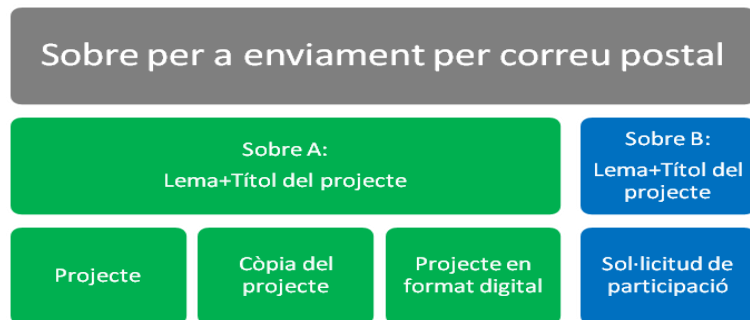 Sobre per a enviament per correu postal
Sobre A:
Lema+Títol del projecte
Sobre B:
Lema+Títol del
projecte
Projecte
Còpia del
projecte
Projecte en
format digital
Sol·licitud de
participació